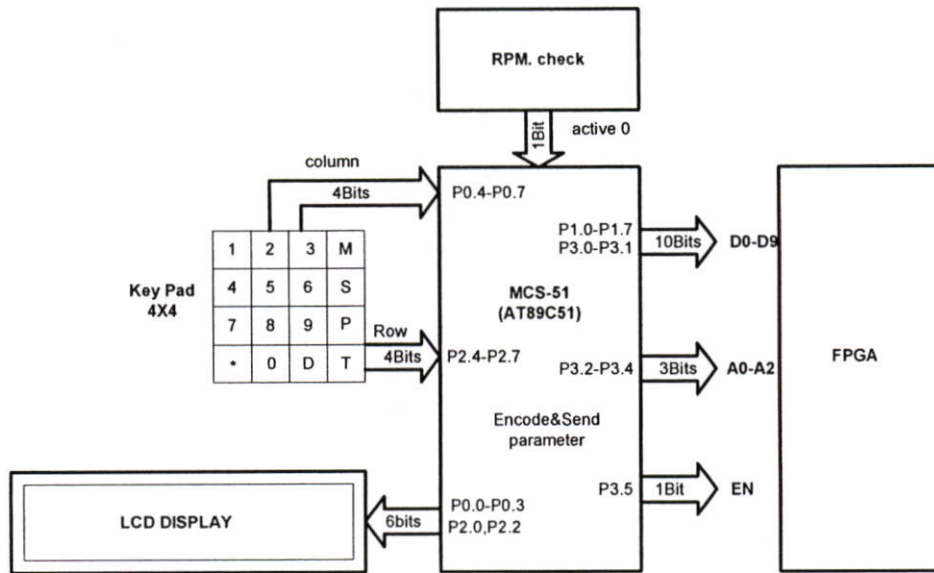 RPM. check
1Bit
active 0
column
4Bits
P0.4-P0.7
1 2 3 M
4 5 6 S
7 8 9 P
* 0 D T
Key Pad
4X4
Row
4Bits
P2.4-P2.7
P1.0-P1.7
P3.0-P3.1
10Bits
D0-D9
MCS-51
(AT89C51)
P3.2-P3.4
3Bits
A0-A2
FPGA
Encode&Send
parameter
P3.5
1Bit
EN
P0.0-P0.3
P2.0,P2.2
6bits
LCD DISPLAY